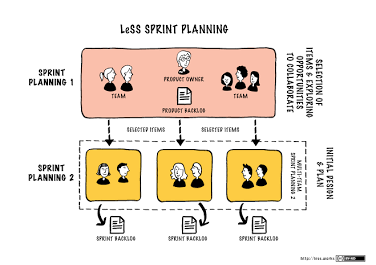 LeSS SPRINT PLANNING
SPRINT
PLANNING 1
PRODUCT OWNER
TEAM
TEAM
PRODUCT BACKLOG
SELECTION OF
ITEMS & EXPLORING
OPPORTUNITIES
TO COLLABORATE
SELECTED ITEMS
SELECTED ITEMS
SPRINT
PLANNING 2
MULTI-TEAM
SPRINT PLANNING 2
INITIAL DESIGN
& PLAN
SPRINT BACKLOG
SPRINT BACKLOG
SPRINT BACKLOG
http://less.works